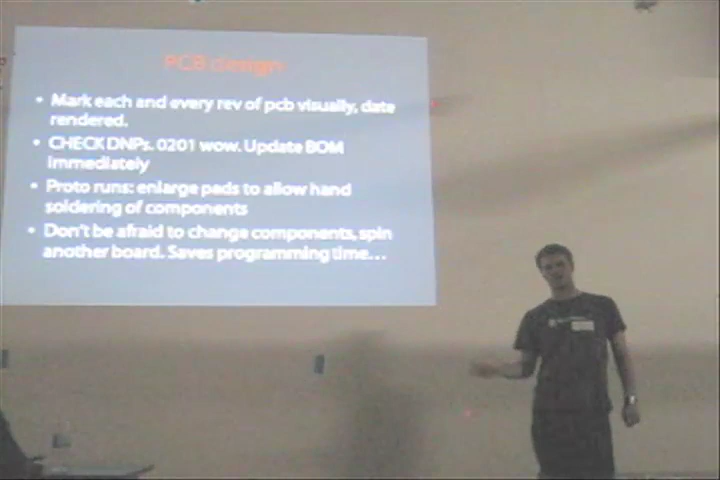 PCB design
• Mark each and every rev of pcb visually, date
rendered.
• CHECK DNPs. 0201 wow. Update BOM
immediately
• Proto runs: enlarge pads to allow hand
soldering of components
• Don't be afraid to change components, spin
another board. Saves programming time...